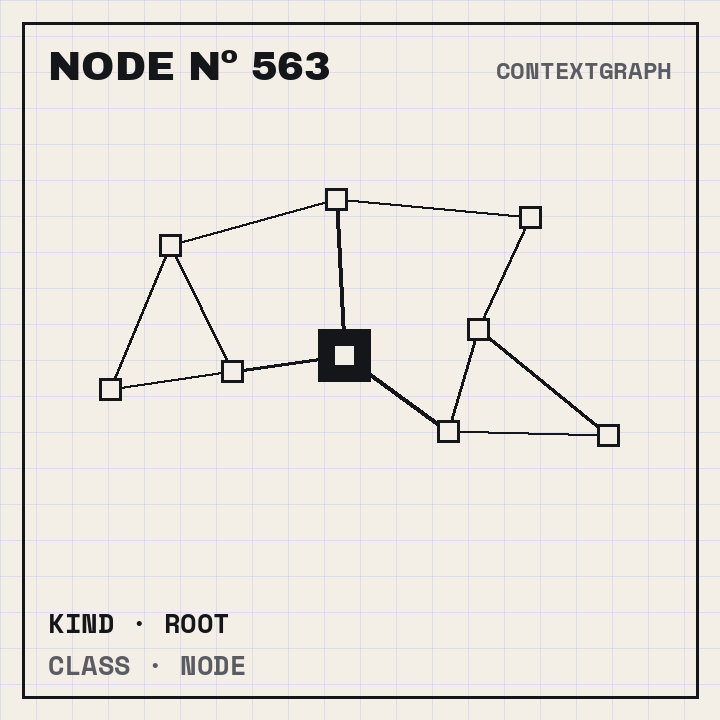 NODE Nº 563
CONTEXTGRAPH
KIND · ROOT
CLASS · NODE